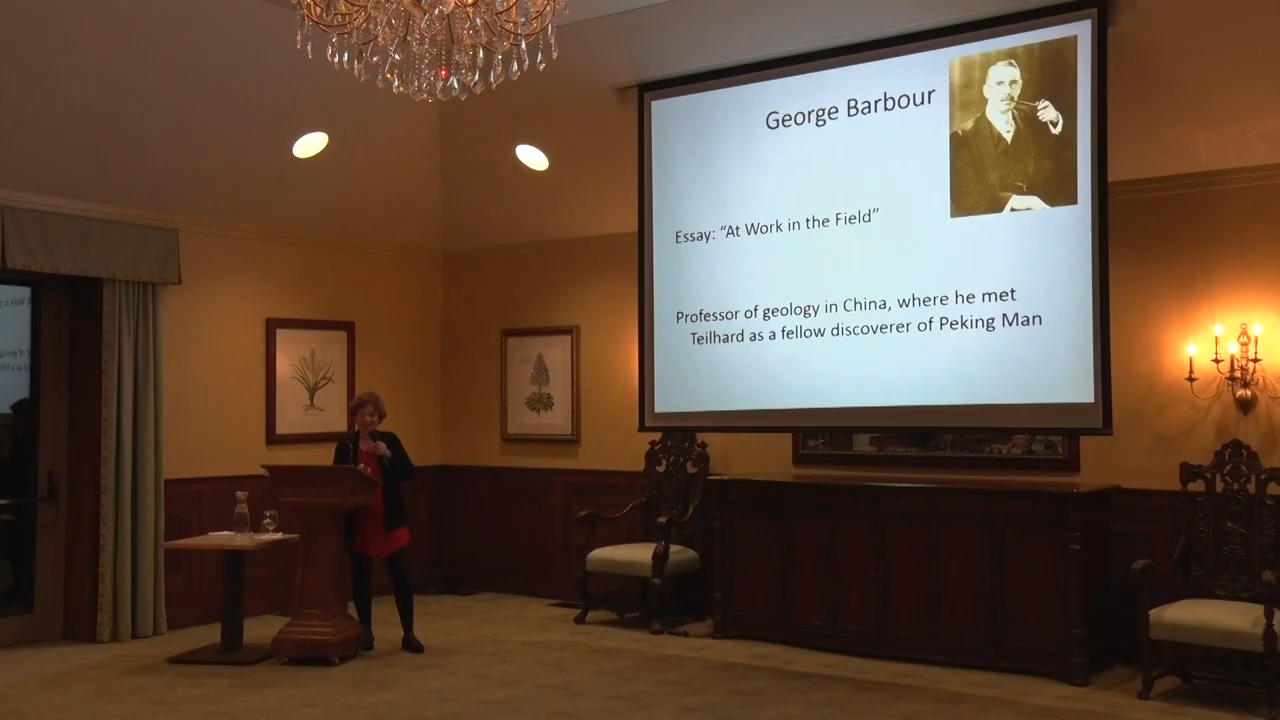 George Barbour
Essay: “At Work in the Field”
Professor of geology in China, where he met
Teilhard as a fellow discoverer of Peking Man